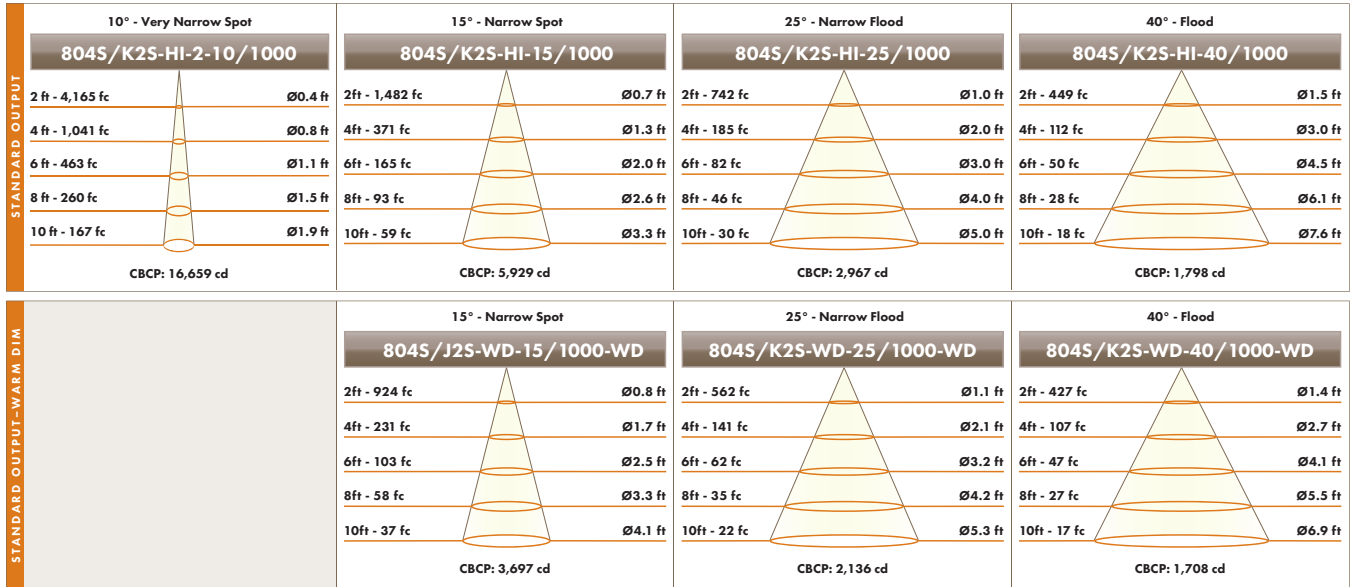 STANDARD OUTPUT
10° - Very Narrow Spot
804S/K2S-HI-2-10/1000
2 ft - 4,165 fc Ø0.4 ft
4 ft - 1,041 fc Ø0.8 ft
6 ft - 463 fc Ø1.1 ft
8 ft - 260 fc Ø1.5 ft
10 ft - 167 fc Ø1.9 ft
CBCP: 16,659 cd
15° - Narrow Spot
804S/K2S-HI-15/1000
2ft - 1,482 fc Ø0.7 ft
4ft - 371 fc Ø1.3 ft
6ft - 165 fc Ø2.0 ft
8ft - 93 fc Ø2.6 ft
10ft - 59 fc Ø3.3 ft
CBCP: 5,929 cd
25° - Narrow Flood
804S/K2S-HI-25/1000
2ft - 742 fc Ø1.0 ft
4ft - 185 fc Ø2.0 ft
6ft - 82 fc Ø3.0 ft
8ft - 46 fc Ø4.0 ft
10ft - 30 fc Ø5.0 ft
CBCP: 2,967 cd
40° - Flood
804S/K2S-HI-40/1000
2ft - 449 fc Ø1.5 ft
4ft - 112 fc Ø3.0 ft
6ft - 50 fc Ø4.5 ft
8ft - 28 fc Ø6.1 ft
10ft - 18 fc Ø7.6 ft
CBCP: 1,798 cd
STANDARD OUTPUT–WARM DIM
15° - Narrow Spot
804S/J2S-WD-15/1000-WD
2ft - 924 fc Ø0.8 ft
4ft - 231 fc Ø1.7 ft
6ft - 103 fc Ø2.5 ft
8ft - 58 fc Ø3.3 ft
10ft - 37 fc Ø4.1 ft
CBCP: 3,697 cd
25° - Narrow Flood
804S/K2S-WD-25/1000-WD
2ft - 562 fc Ø1.1 ft
4ft - 141 fc Ø2.1 ft
6ft - 62 fc Ø3.2 ft
8ft - 35 fc Ø4.2 ft
10ft - 22 fc Ø5.3 ft
CBCP: 2,136 cd
40° - Flood
804S/K2S-WD-40/1000-WD
2ft - 427 fc Ø1.4 ft
4ft - 107 fc Ø2.7 ft
6ft - 47 fc Ø4.1 ft
8ft - 27 fc Ø5.5 ft
10ft - 17 fc Ø6.9 ft
CBCP: 1,708 cd